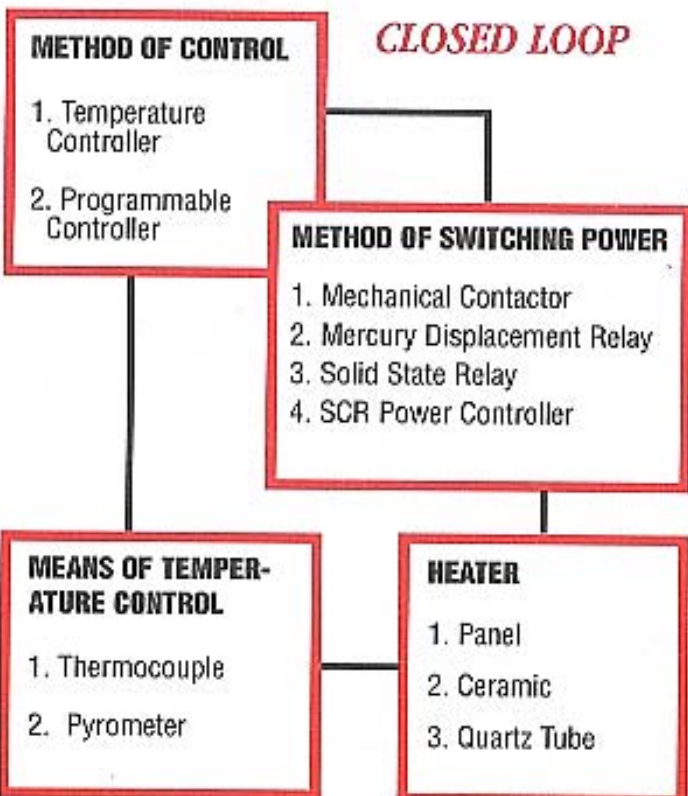 CLOSED LOOP
METHOD OF CONTROL
1. Temperature
Controller
2. Programmable
Controller
METHOD OF SWITCHING POWER
1. Mechanical Contactor
2. Mercury Displacement Relay
3. Solid State Relay
4. SCR Power Controller
MEANS OF TEMPER-
ATURE CONTROL
1. Thermocouple
2. Pyrometer
HEATER
1. Panel
2. Ceramic
3. Quartz Tube